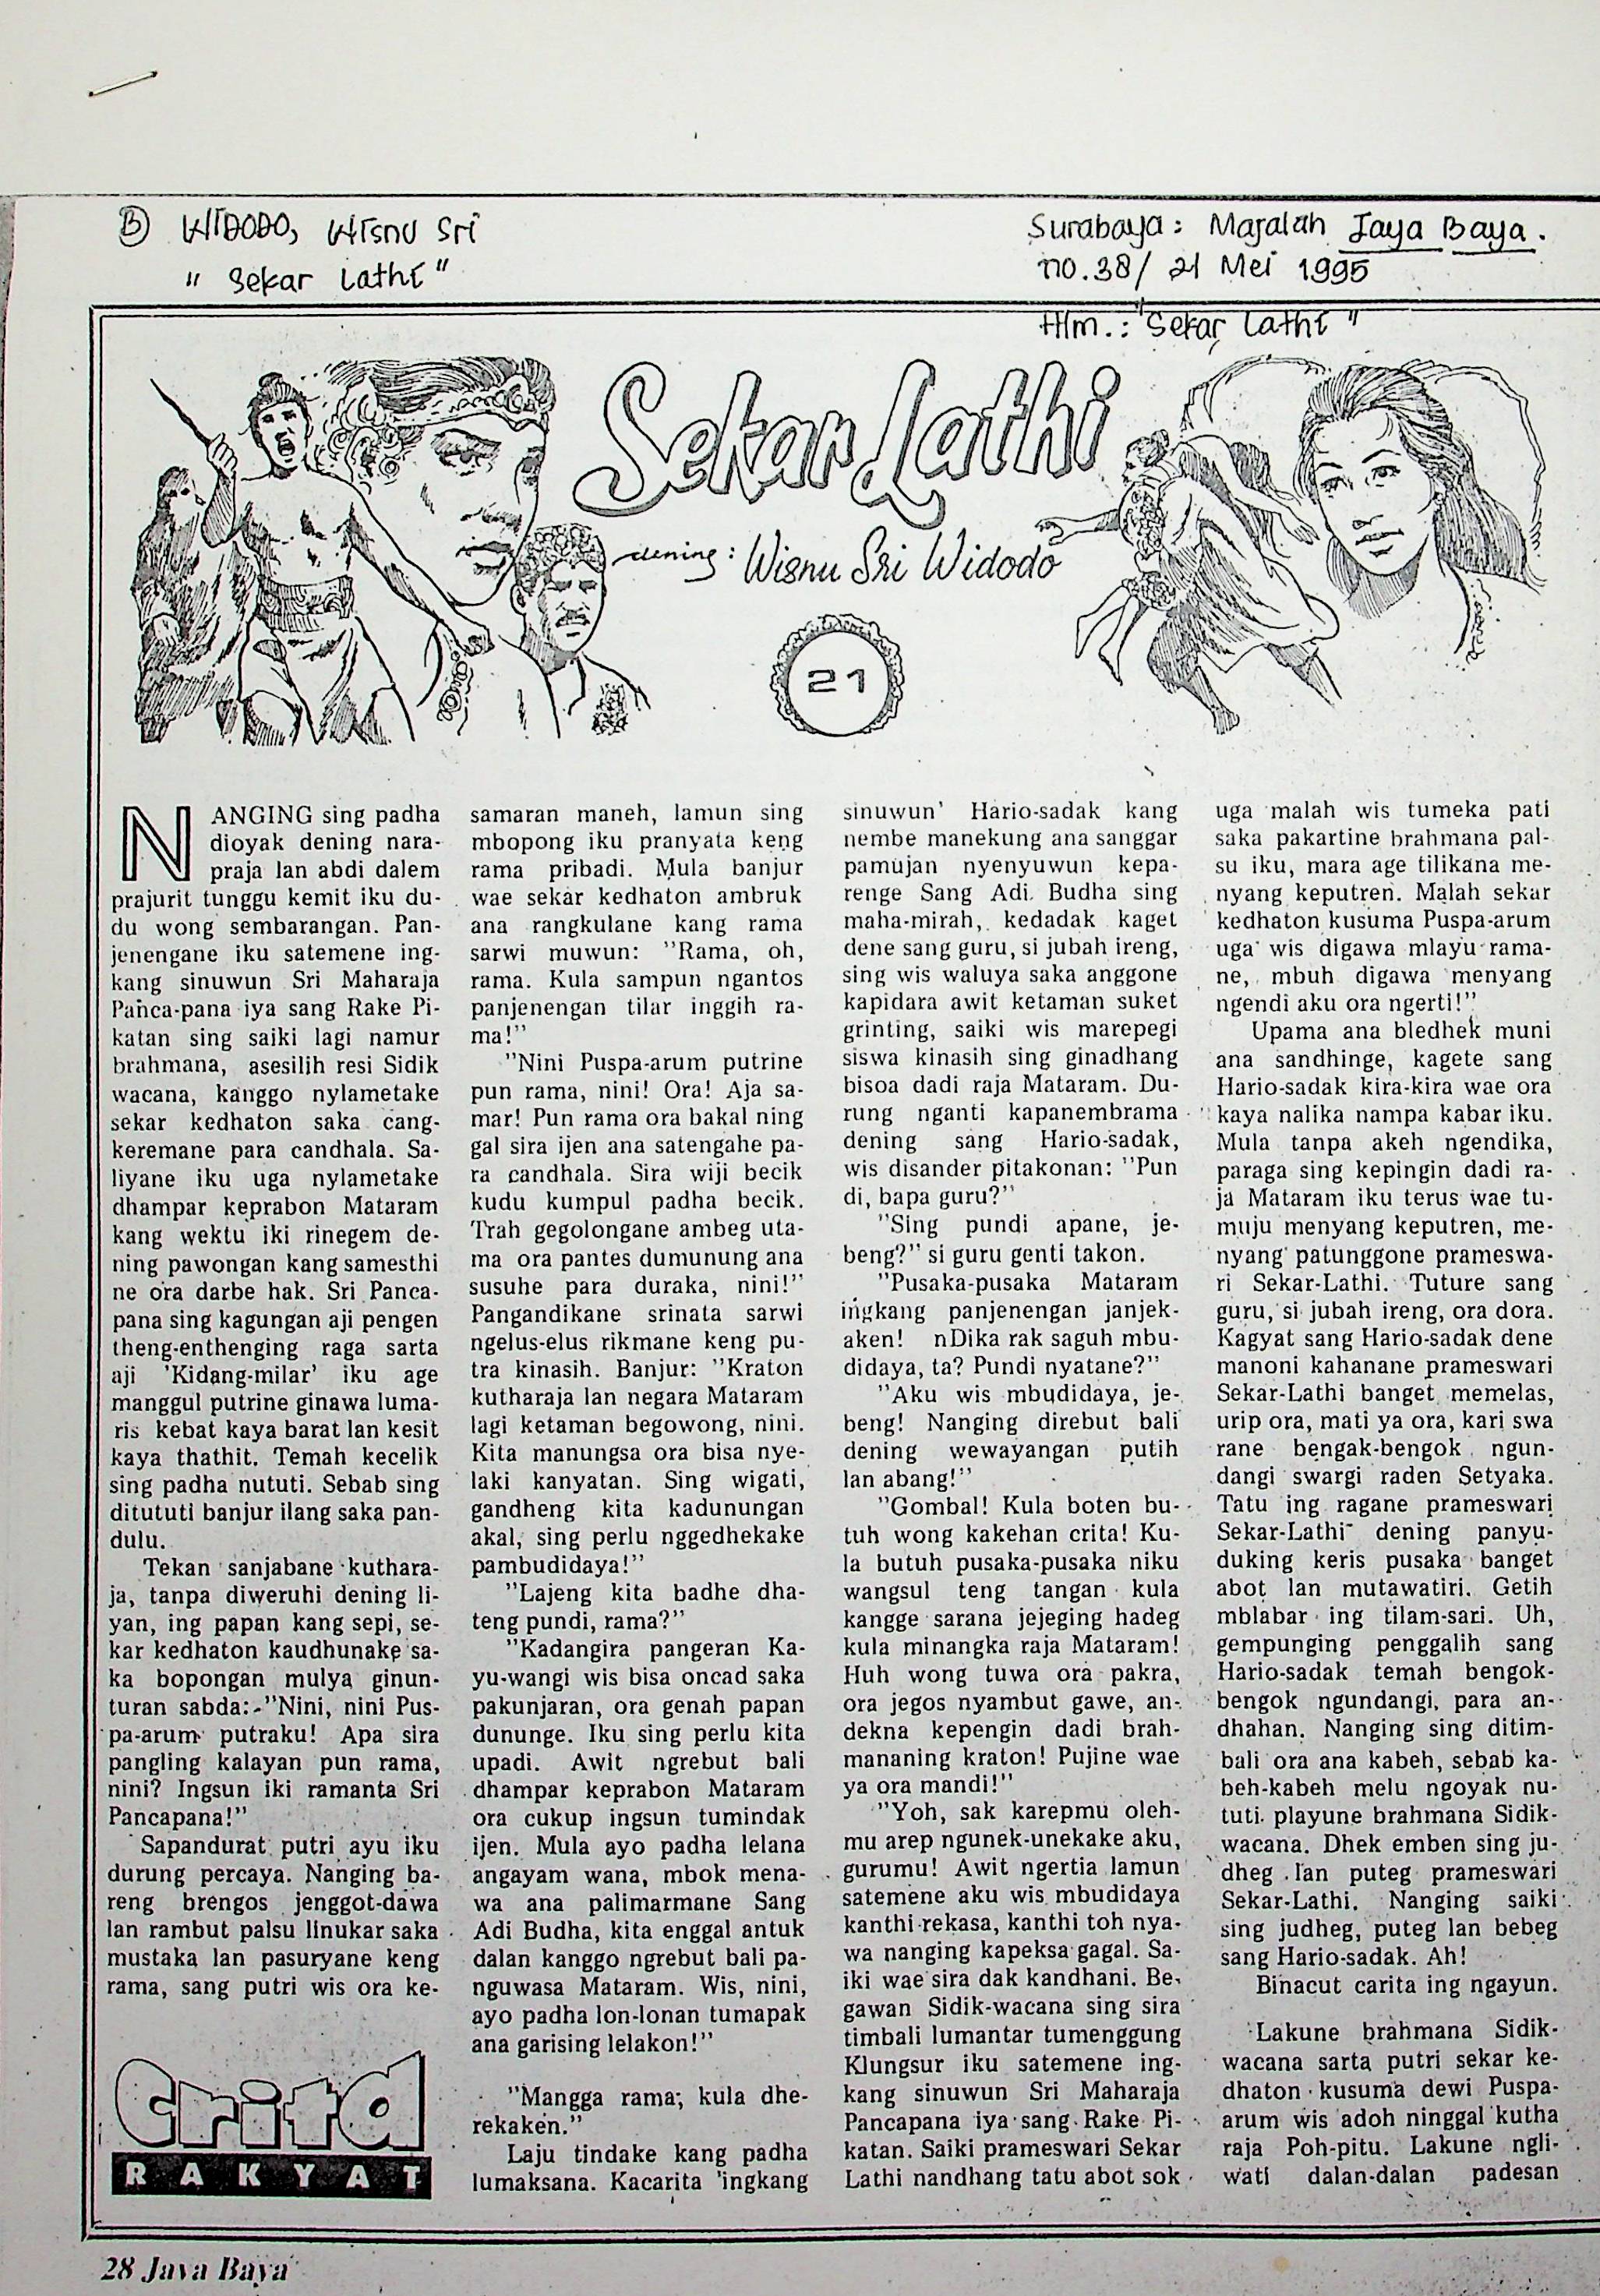 B WIDODO, Wisnu Sri
"Sekar Lathi"
Surabaya: Majalah Jaya Baya.
no.38/ 21 Mei 1995
Hlm.: "Sekar Lathi"
Sekar Lathi
dening: Wisnu Sri Widodo
21
NANGING sing padha
dioyak dening nara-
praja lan abdi dalem
prajurit tunggu kemit iku du-
du wong sembarangan. Pan-
jenengane iku satemene ing-
kang sinuwun Sri Maharaja
Panca-pana iya sang Rake Pi-
katan sing saiki lagi namur
brahmana, asesilih resi Sidik
wacana, kanggo nylametake
sekar kedhaton saka cang-
keremane para candhala. Sa-
liyane iku uga nylametake
dhampar keprabon Mataram
kang wektu iki rinegem de-
ning pawongan kang samesthi
ne ora darbe hak. Sri Panca-
pana sing kagungan aji pengen
theng-enthenging raga sarta
aji 'Kidang-milar' iku age
manggul putrine ginawa luma-
ris kebat kaya barat lan kesit
kaya thathit. Temah kecelik
sing padha nututi. Sebab sing
ditututi banjur ilang saka pan-
dulu.
Tekan sanjabane kuthara-
ja, tanpa diweruhi dening li-
yan, ing papan kang sepi, se-
kar kedhaton kaudhunake sa-
ka bopongan mulya ginun-
turan sabda: "Nini, nini Pus-
pa-arum putraku! Apa sira
pangling kalayan pun rama,
nini? Ingsun iki ramanta Sri
Pancapana!"
Sapandurat putri ayu iku
durung percaya. Nanging ba-
reng brengos jenggot-dawa
lan rambut palsu linukar saka
mustaka lan pasuryane keng
rama, sang putri wis ora ke-
samaran maneh, lamun sing
mbopong iku pranyata keng
rama pribadi. Mula banjur
wae sekar kedhaton ambruk
ana rangkulane kang rama
sarwi muwun: "Rama, oh,
rama. Kula sampun ngantos
panjenengan tilar inggih ra-
ma!"
"Nini Puspa-arum putrine
pun rama, nini! Ora! Aja sa-
mar! Pun rama ora bakal ning
gal sira ijen ana satengahe pa-
ra candhala. Sira wiji becik
kudu kumpul padha becik.
Trah gegolongane ambeg uta-
ma ora pantes dumunung ana
susuhe para duraka, nini!"
Pangandikane srinata sarwi
ngelus-elus rikmane keng pu-
tra kinasih. Banjur: "Kraton
kutharaja lan negara Mataram
lagi ketaman begowong, nini.
Kita manungsa ora bisa nye-
laki kanyatan. Sing wigati,
gandheng kita kadunungan
akal, sing perlu nggedhekake
pambudidaya!"
"Lajeng kita badhe dha-
teng pundi, rama?"
"Kadangira pangeran Ka-
yu-wangi wis bisa oncad saka
pakunjaran, ora genah papan
dununge. Iku sing perlu kita
upadi. Awit ngrebut bali
dhampar keprabon Mataram
ora cukup ingsun tumindak
ijen. Mula ayo padha lelana
angayam wana, mbok mena-
wa ana palimarmane Sang
Adi Budha, kita enggal antuk
dalan kanggo ngrebut bali pa-
nguwasa Mataram. Wis, nini,
ayo padha lon-lonan tumapak
ana garising lelakon!"
"Mangga rama; kula dhe-
rekaken."
Laju tindake kang padha
lumaksana. Kacarita 'ingkang
sinuwun' Hario-sadak kang
nembe manekung ana sanggar
pamujan nyenyuwun kepa-
renge Sang Adi Budha sing
maha-mirah, kedadak kaget
dene sang guru, si jubah ireng,
sing wis waluya saka anggone
kapidara awit ketaman suket
grinting, saiki wis marepegi
siswa kinasih sing ginadhang
bisoa dadi raja Mataram. Du-
rung nganti kapanembrama
dening sang Hario-sadak,
wis disander pitakonan: "Pun
di, bapa guru?"
"Sing pundi apane, je-
beng?" si guru genti takon.
"Pusaka-pusaka Mataram
ingkang panjenengan janjek-
aken! nDika rak saguh mbu-
didaya, ta? Pundi nyatane?"
"Aku wis mbudidaya, je-
beng! Nanging direbut bali
dening wewayangan putih
lan abang!"
"Gombal! Kula boten bu-
tuh wong kakehan crita! Ku-
la butuh pusaka-pusaka niku
wangsul teng tangan kula
kangge sarana jejeging hadeg
kula minangka raja Mataram!
Huh wong tuwa ora pakra,
ora jegos nyambut gawe, an-
dekna kepengin dadi brah-
mananing kraton! Pujine wae
ya ora mandi!"
"Yoh, sak karepmu oleh-
mu arep ngunek-unekake aku,
gurumu! Awit ngertia lamun
satemene aku wis mbudidaya
kanthi rekasa, kanthi toh nya-
wa nanging kapeksa gagal. Sa-
iki wae sira dak kandhani. Be-
gawan Sidik-wacana sing sira
timbali lumantar tumenggung
Klungsur iku satemene ing-
kang sinuwun Sri Maharaja
Pancapana iya sang Rake Pi-
katan. Saiki prameswari Sekar
Lathi nandhang tatu abot sok
uga malah wis tumeka pati
saka pakartine brahmana pal-
su iku, mara age tilikana me-
nyang keputren. Malah sekar
kedhaton kusuma Puspa-arum
uga wis digawa mlayu rama-
ne, mbuh digawa menyang
ngendi aku ora ngerti!"
Upama ana bledhek muni
ana sandhinge, kagete sang
Hario-sadak kira-kira wae ora
kaya nalika nampa kabar iku.
Mula tanpa akeh ngendika,
paraga sing kepingin dadi ra-
ja Mataram iku terus wae tu-
muju menyang keputren, me-
nyang patunggone prameswa-
ri Sekar-Lathi. Tuture sang
guru, si jubah ireng, ora dora.
Kagyat sang Hario-sadak dene
manoni kahanane prameswari
Sekar-Lathi banget memelas,
urip ora, mati ya ora, kari swa
rane bengak-bengok ngun-
dangi swargi raden Setyaka.
Tatu ing ragane prameswari
Sekar-Lathi dening panyu-
duking keris pusaka banget
abot lan mutawatiri. Getih
mblabar ing tilam-sari. Uh,
gempunging penggalih sang
Hario-sadak temah bengok-
bengok ngundangi, para an-
dhahan. Nanging sing ditim-
bali ora ana kabeh, sebab ka-
beh-kabeh melu ngoyak nu-
tuti playune brahmana Sidik-
wacana. Dhek emben sing ju-
dheg lan puteg prameswari
Sekar-Lathi. Nanging saiki
sing judheg, puteg lan bebeg
sang Hario-sadak. Ah!
Binacut carita ing ngayun.
Lakune brahmana Sidik-
wacana sarta putri sekar ke-
dhaton kusuma dewi Puspa-
arum wis adoh ninggal kutha
raja Poh-pitu. Lakune ngli-
wati dalan-dalan padesan
Crita
RAKYAT
28 Jaya Baya